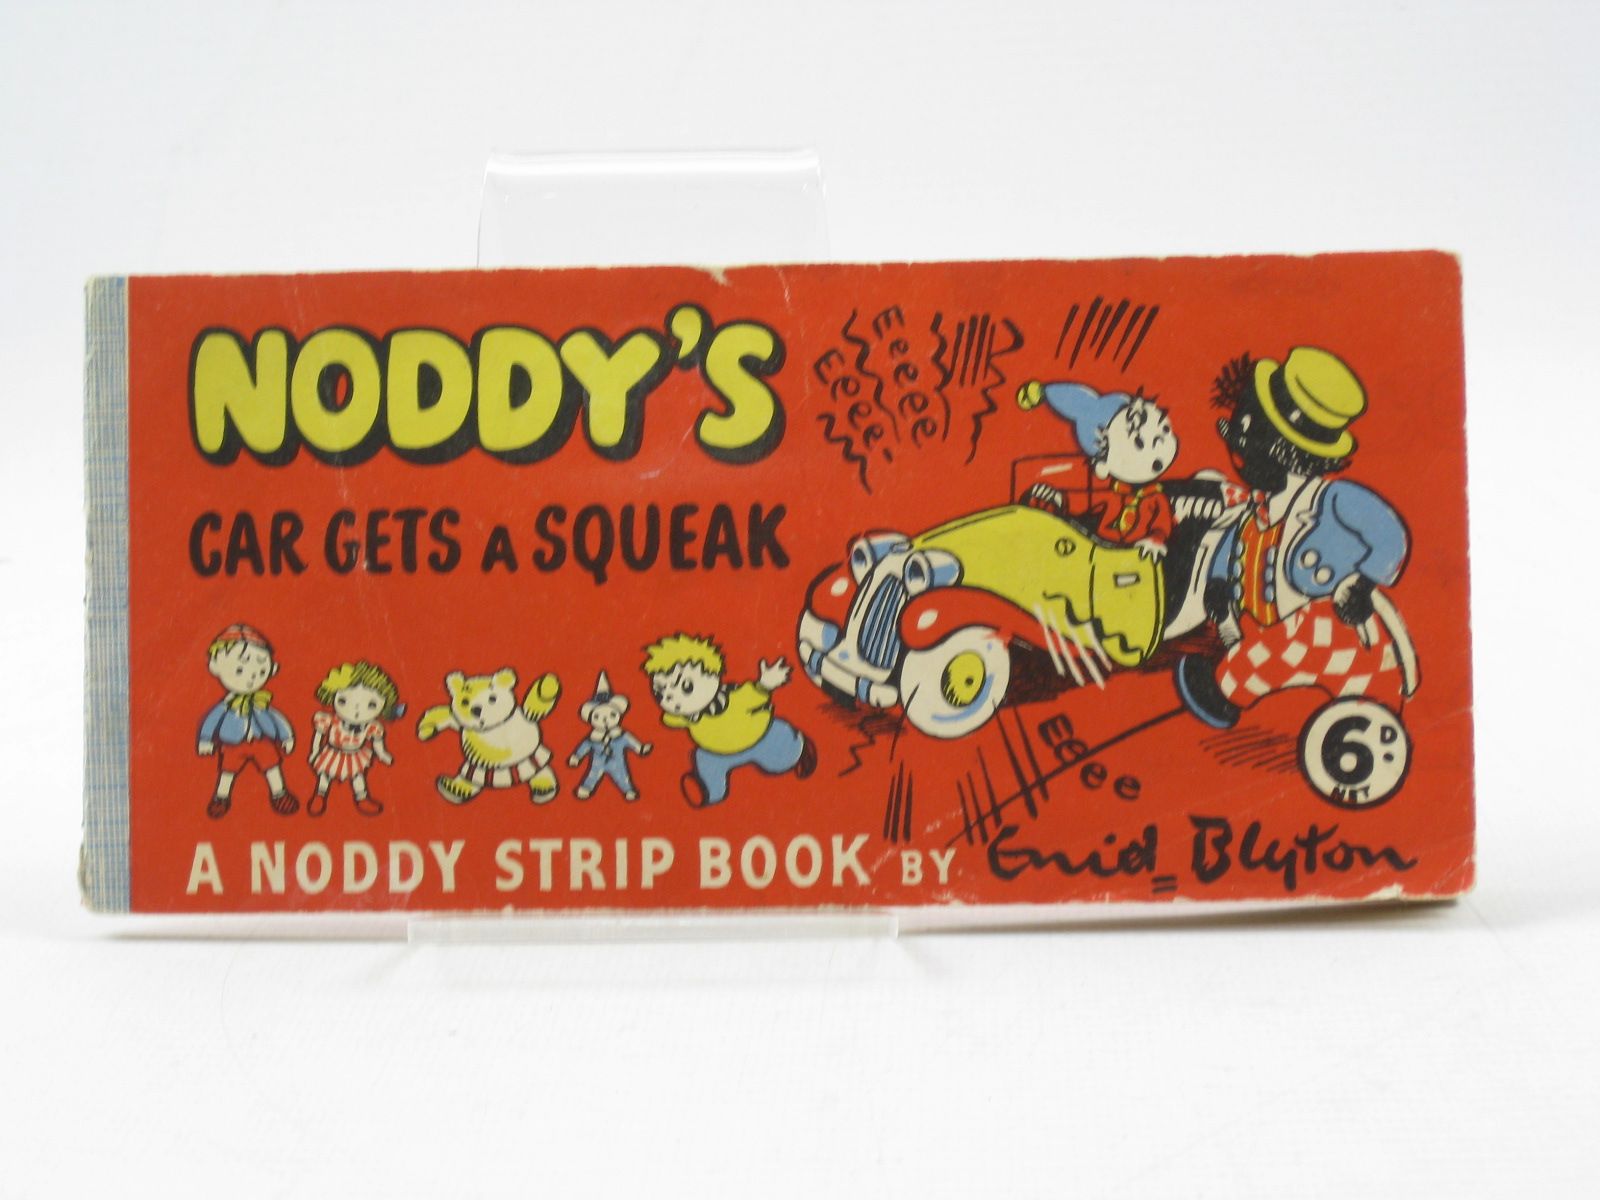 NODDY'S
CAR GETS A SQUEAK
Eeeee
Eeee
Eeee
6D.
NET
A NODDY STRIP BOOK BY Enid Blyton